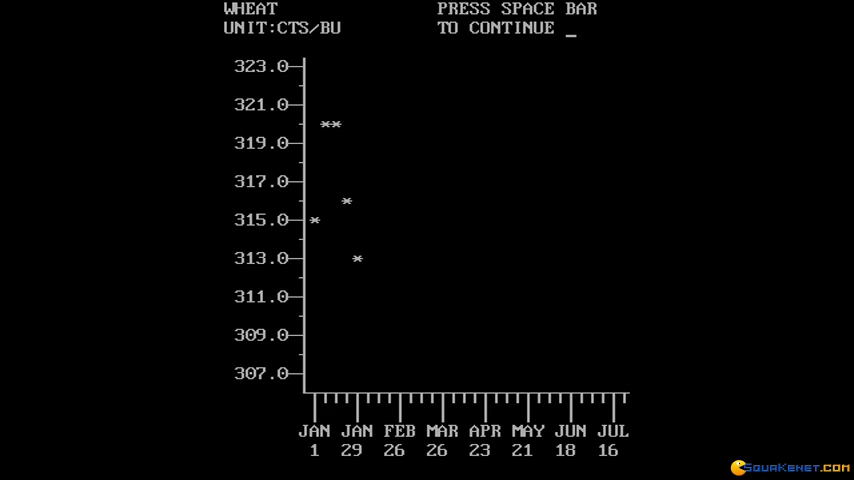 WHEAT PRESS SPACE BAR
UNIT:CTS/BU TO CONTINUE _
323.0
321.0
319.0
317.0
315.0
313.0
311.0
309.0
307.0
JAN JAN FEB MAR APR MAY JUN JUL
1 29 26 26 23 21 18 16
SQUAKENET.COM